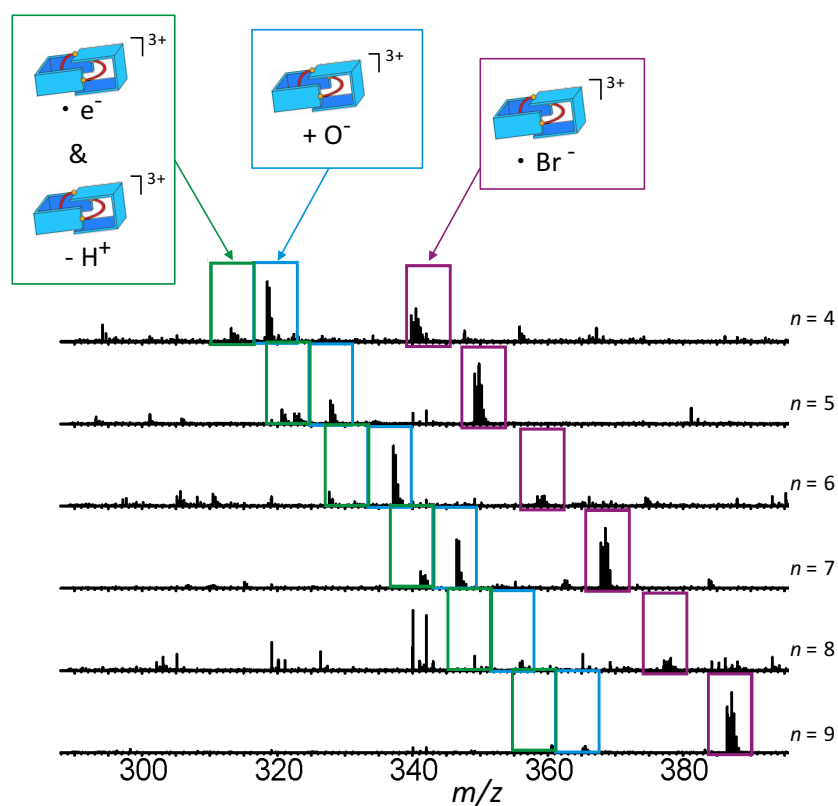 3+
• e⁻
&
3+
- H⁺
3+
+ O⁻
3+
• Br⁻
n = 4
n = 5
n = 6
n = 7
n = 8
n = 9
300 320 340 360 380
m/z